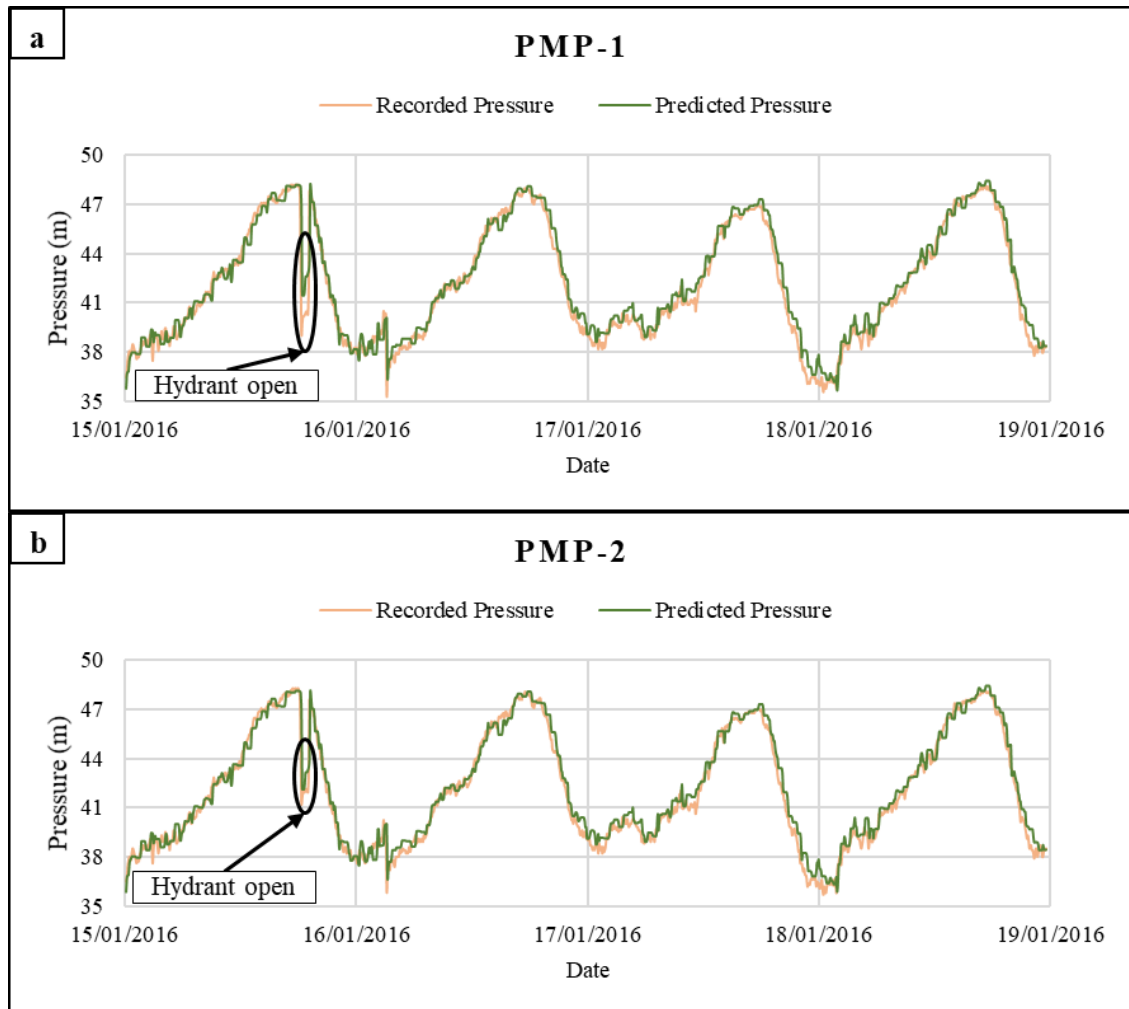 a
PMP-1
Recorded Pressure Predicted Pressure
50
47
44
41
38
35
Pressure (m)
Hydrant open
15/01/2016 16/01/2016 17/01/2016 18/01/2016 19/01/2016
Date
b
PMP-2
Recorded Pressure Predicted Pressure
50
47
44
41
38
35
Pressure (m)
Hydrant open
15/01/2016 16/01/2016 17/01/2016 18/01/2016 19/01/2016
Date